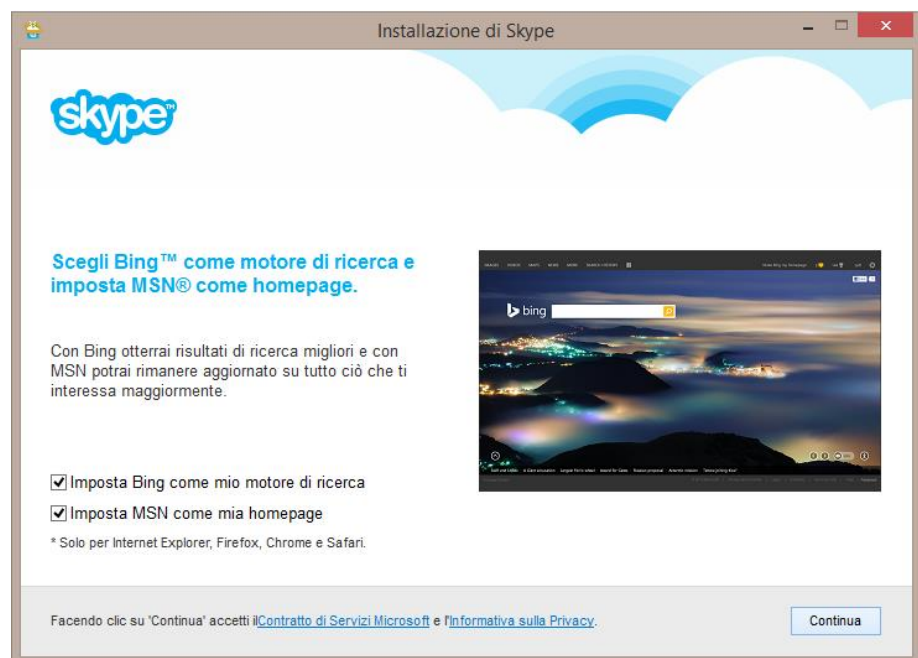 Installazione di Skype
skype™
Scegli Bing™ come motore di ricerca e
imposta MSN® come homepage.
Con Bing otterrai risultati di ricerca migliori e con
MSN potrai rimanere aggiornato su tutto ciò che ti
interessa maggiormente.
bing
Imposta Bing come mio motore di ricerca
Imposta MSN come mia homepage
* Solo per Internet Explorer, Firefox, Chrome e Safari.
Facendo clic su 'Continua' accetti ilContratto di Servizi Microsoft e l'Informativa sulla Privacy.
Continua